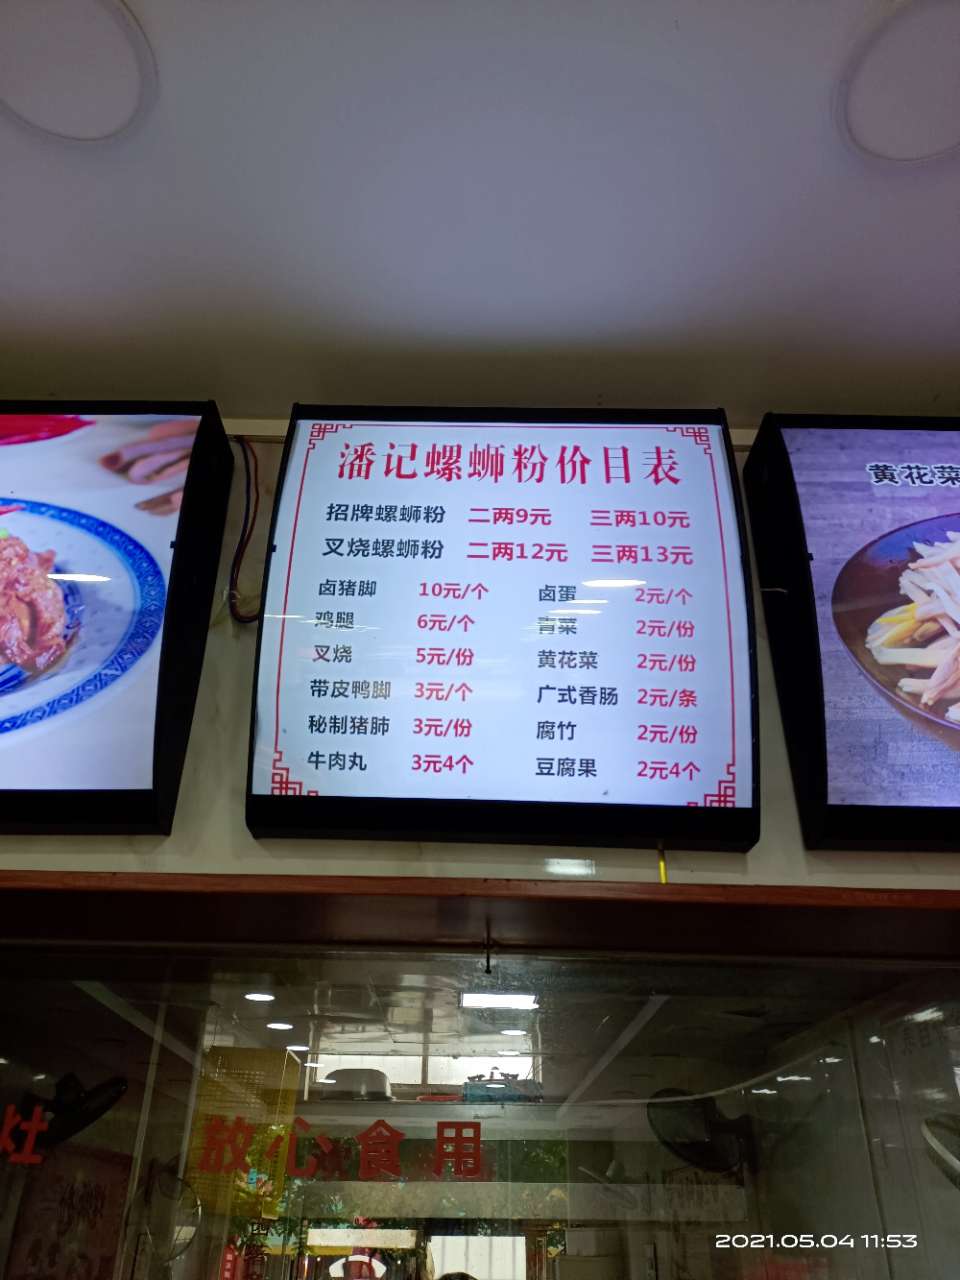 潘记螺蛳粉价目表
招牌螺蛳粉 二两9元 三两10元
叉烧螺蛳粉 二两12元 三两13元
卤猪脚 10元/个 卤蛋 2元/个
鸡腿 6元/个 青菜 2元/份
叉烧 5元/份 黄花菜 2元/份
带皮鸭脚 3元/个 广式香肠 2元/条
秘制猪肺 3元/份 腐竹 2元/份
牛肉丸 3元4个 豆腐果 2元4个
黄花菜
灶
放心食用
2021.05.04 11:53